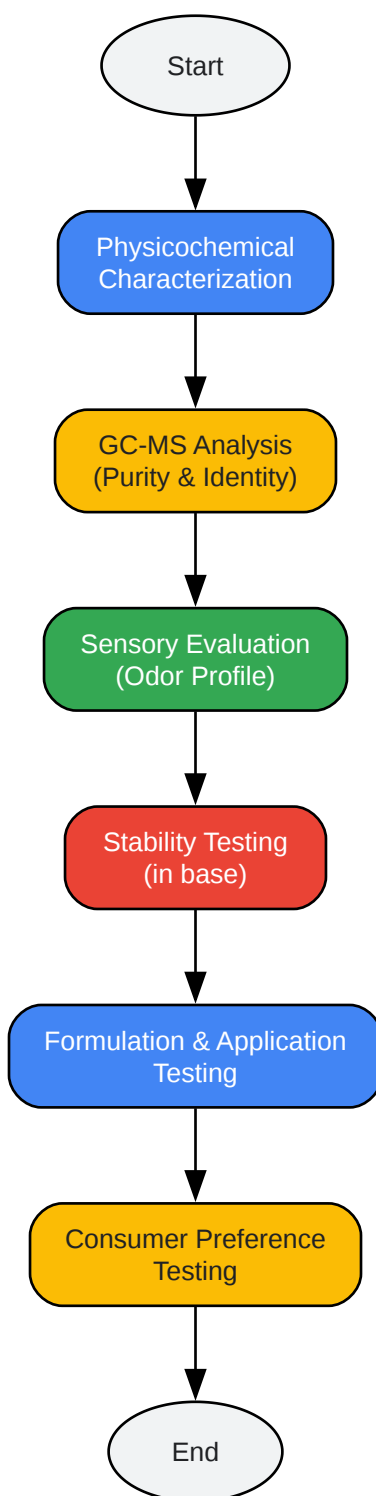 Start
Physicochemical
Characterization
GC-MS Analysis
(Purity & Identity)
Sensory Evaluation
(Odor Profile)
Stability Testing
(in base)
Formulation & Application
Testing
Consumer Preference
Testing
End